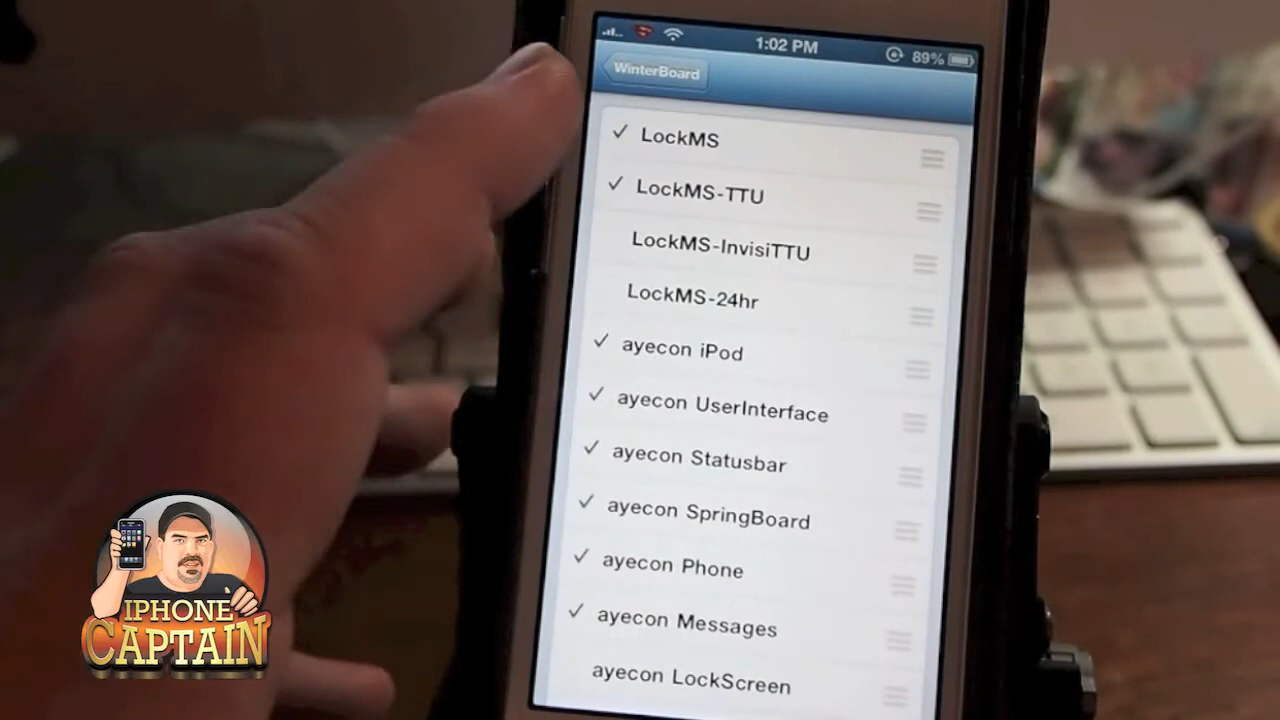 1:02 PM
89%
WinterBoard
LockMS
LockMS-TTU
LockMS-InvisiTTU
LockMS-24hr
ayecon iPod
ayecon UserInterface
ayecon Statusbar
ayecon SpringBoard
ayecon Phone
ayecon Messages
ayecon LockScreen
IPHONE
CAPTAIN